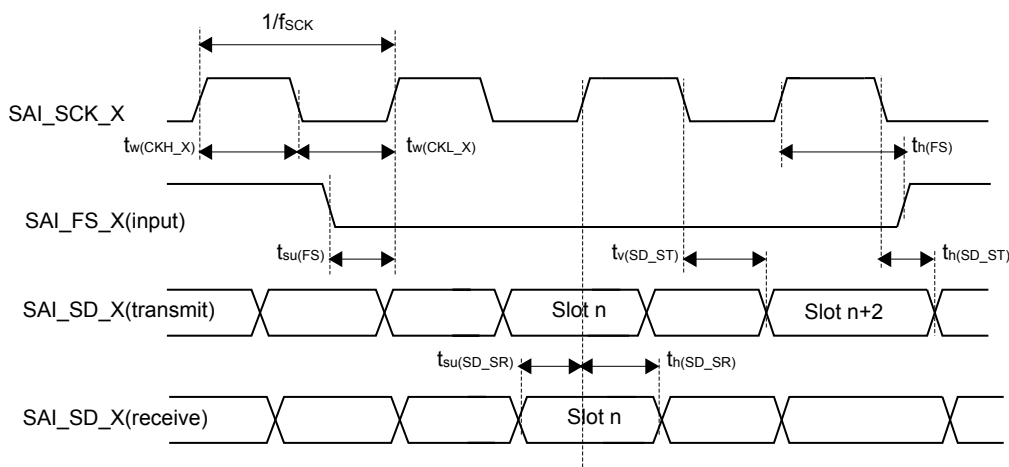 1/fSCK
SAI_SCK_X
tw(CKH_X)
tw(CKL_X)
th(FS)
SAI_FS_X(input)
tsu(FS)
tv(SD_ST)
th(SD_ST)
SAI_SD_X(transmit)
Slot n
Slot n+2
tsu(SD_SR)
th(SD_SR)
SAI_SD_X(receive)
Slot n